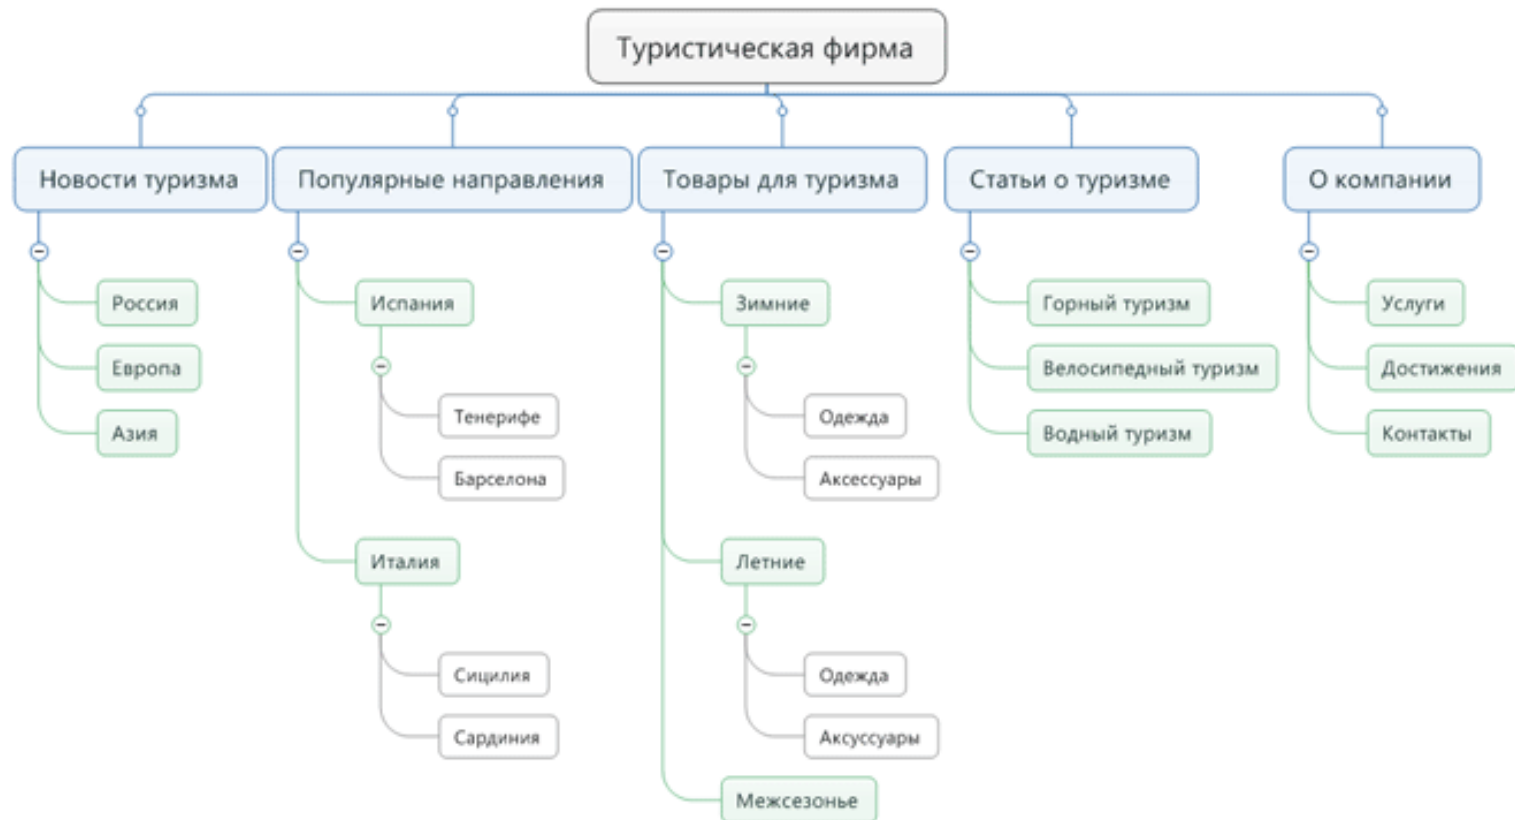 Туристическая фирма
Новости туризма
Россия
Европа
Азия
Популярные направления
Испания
Тенерифе
Барселона
Италия
Сицилия
Сардиния
Товары для туризма
Зимние
Одежда
Аксессуары
Летние
Одежда
Аксуссуары
Межсезонье
Статьи о туризме
Горный туризм
Велосипедный туризм
Водный туризм
О компании
Услуги
Достижения
Контакты